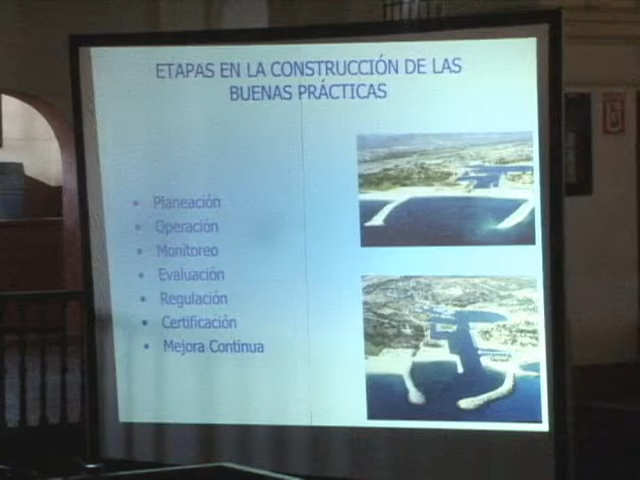 ETAPAS EN LA CONSTRUCCIÓN DE LAS
BUENAS PRÁCTICAS
• Planeación
• Operación
• Monitoreo
• Evaluación
• Regulación
• Certificación
• Mejora Continua